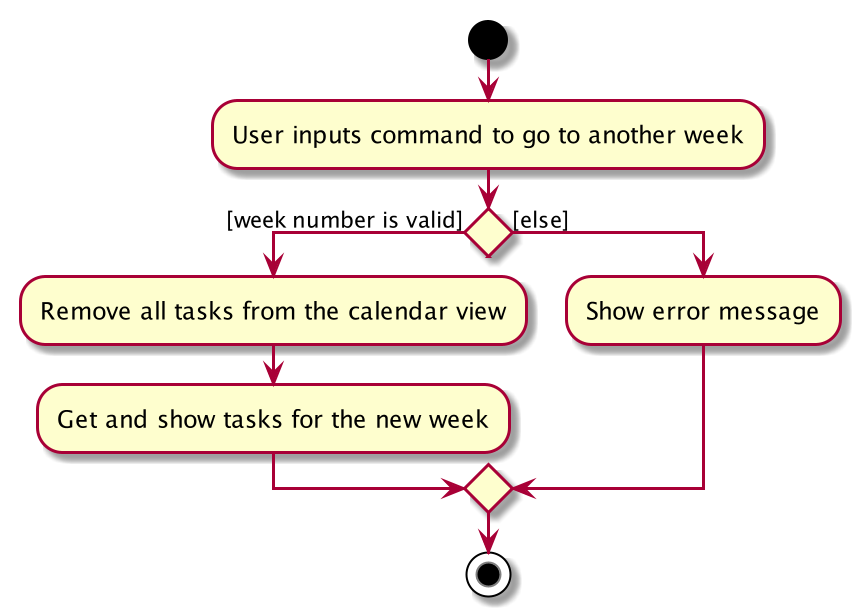 User inputs command to go to another week
[week number is valid]
[else]
Remove all tasks from the calendar view
Show error message
Get and show tasks for the new week